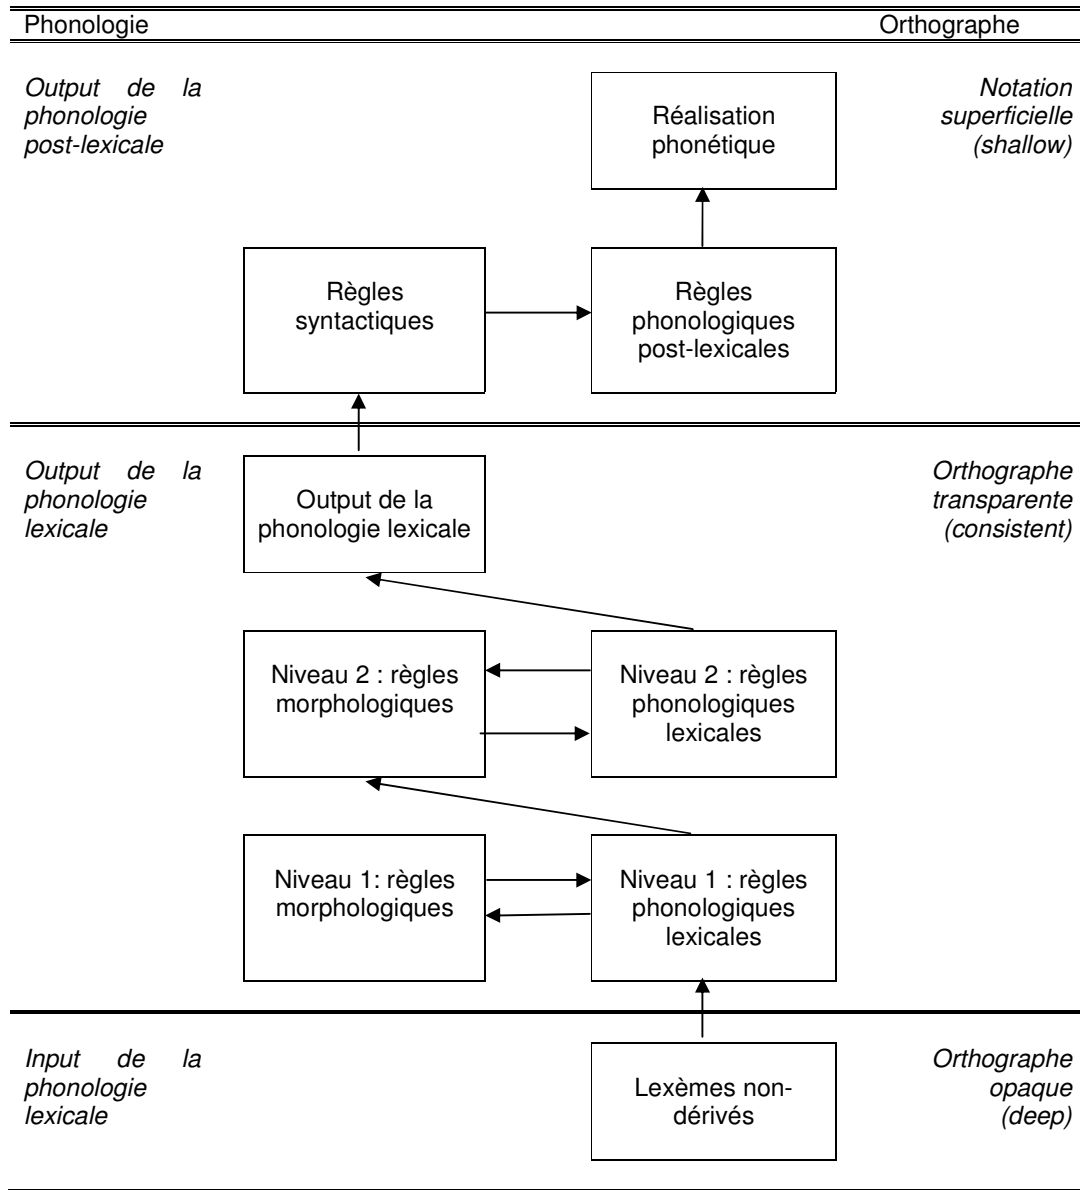 Phonologie
Orthographe
Output de la
phonologie
post-lexicale
Réalisation
phonétique
Notation
superficielle
(shallow)
Règles
syntactiques
Règles
phonologiques
post-lexicales
Output de la
phonologie
lexicale
Output de la
phonologie lexicale
Orthographe
transparente
(consistent)
Niveau 2 : règles
morphologiques
Niveau 2 : règles
phonologiques
lexicales
Niveau 1: règles
morphologiques
Niveau 1 : règles
phonologiques
lexicales
Input de la
phonologie
lexicale
Lexèmes non-
dérivés
Orthographe
opaque
(deep)